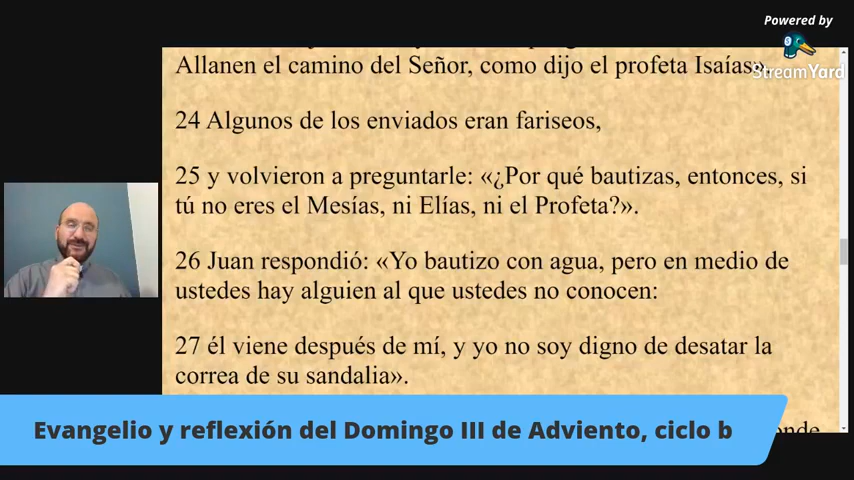 Powered by
StreamYard
Allanen el camino del Señor, como dijo el profeta Isaías».
24 Algunos de los enviados eran fariseos,
25 y volvieron a preguntarle: «¿Por qué bautizas, entonces, si
tú no eres el Mesías, ni Elías, ni el Profeta?».
26 Juan respondió: «Yo bautizo con agua, pero en medio de
ustedes hay alguien al que ustedes no conocen:
27 él viene después de mí, y yo no soy digno de desatar la
correa de su sandalia».
Evangelio y reflexión del Domingo III de Adviento, ciclo b